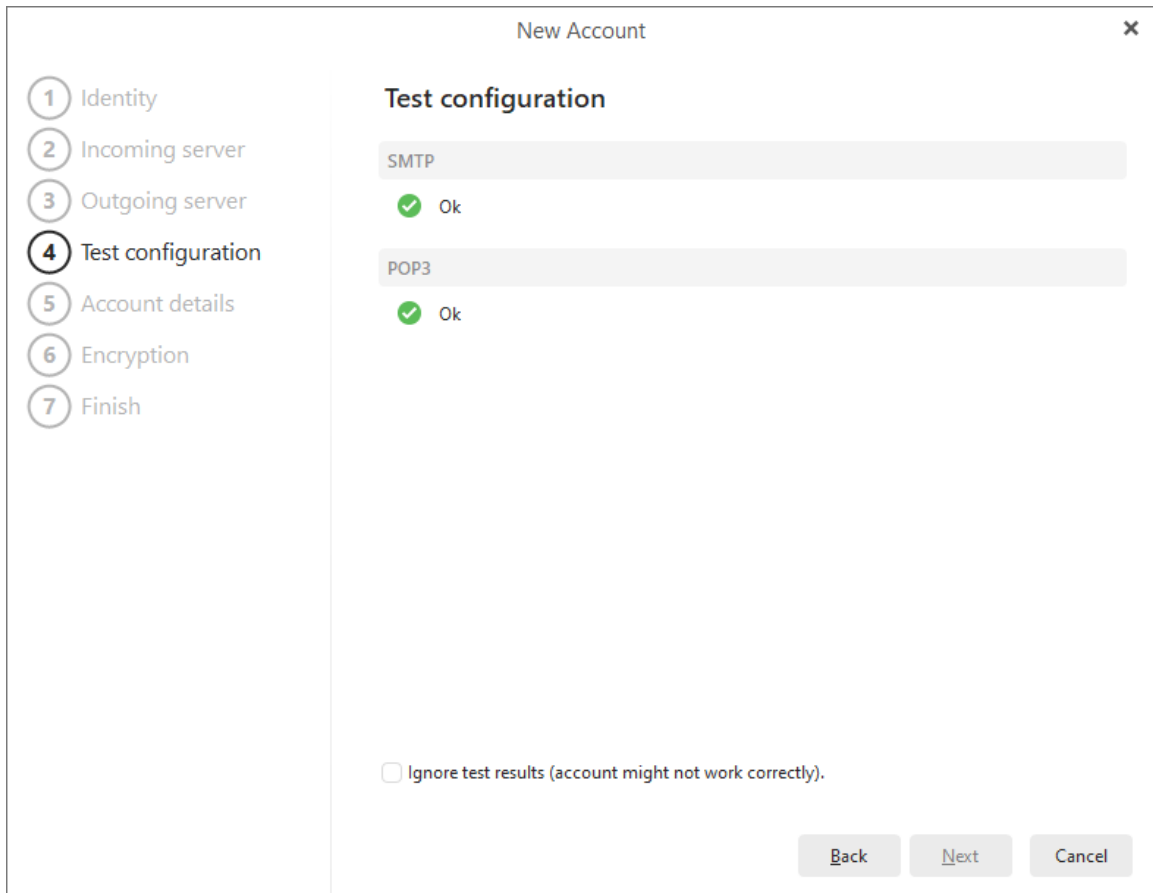 New Account
1 Identity
2 Incoming server
3 Outgoing server
4 Test configuration
5 Account details
6 Encryption
7 Finish
Test configuration
SMTP
Ok
POP3
Ok
Ignore test results (account might not work correctly).
Back Next Cancel